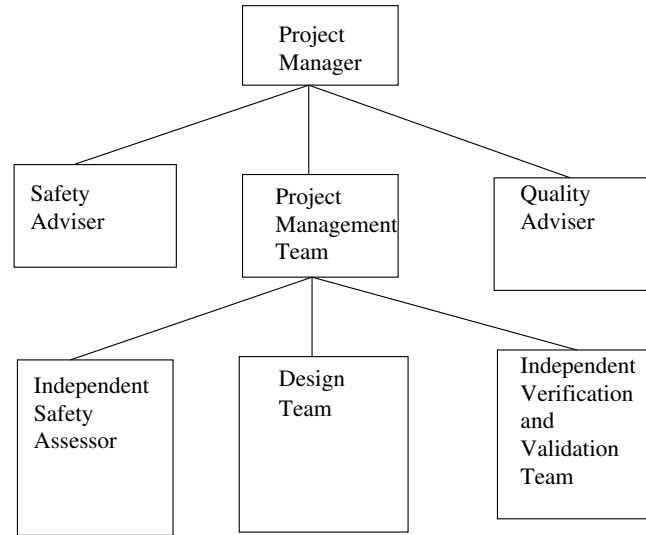 Project
Manager
Safety
Adviser
Project
Management
Team
Quality
Adviser
Independent
Safety
Assessor
Design
Team
Independent
Verification
and
Validation
Team